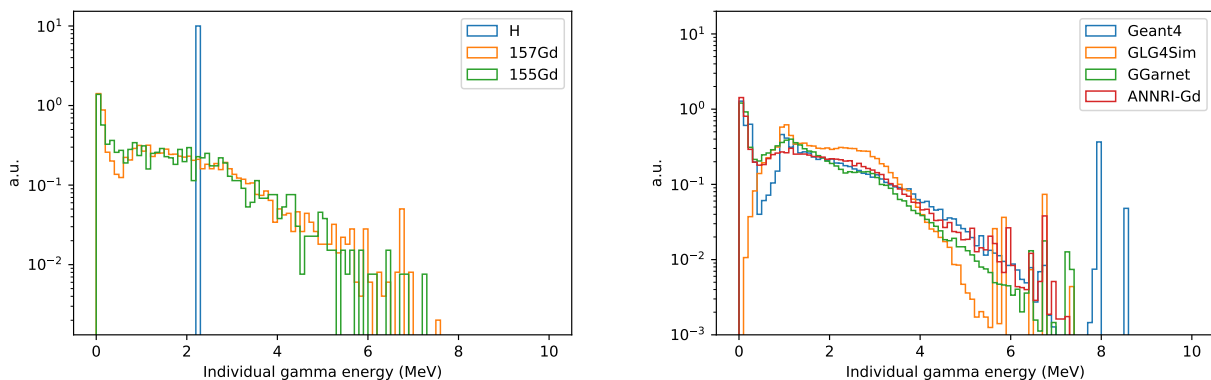 H
157Gd
155Gd
a.u.
10¹
10⁰
10⁻¹
10⁻²
0
2
4
6
8
10
Individual gamma energy (MeV)
Geant4
GLG4Sim
GGarnet
ANNRI-Gd
a.u.
10¹
10⁰
10⁻¹
10⁻²
10⁻³
0
2
4
6
8
10
Individual gamma energy (MeV)